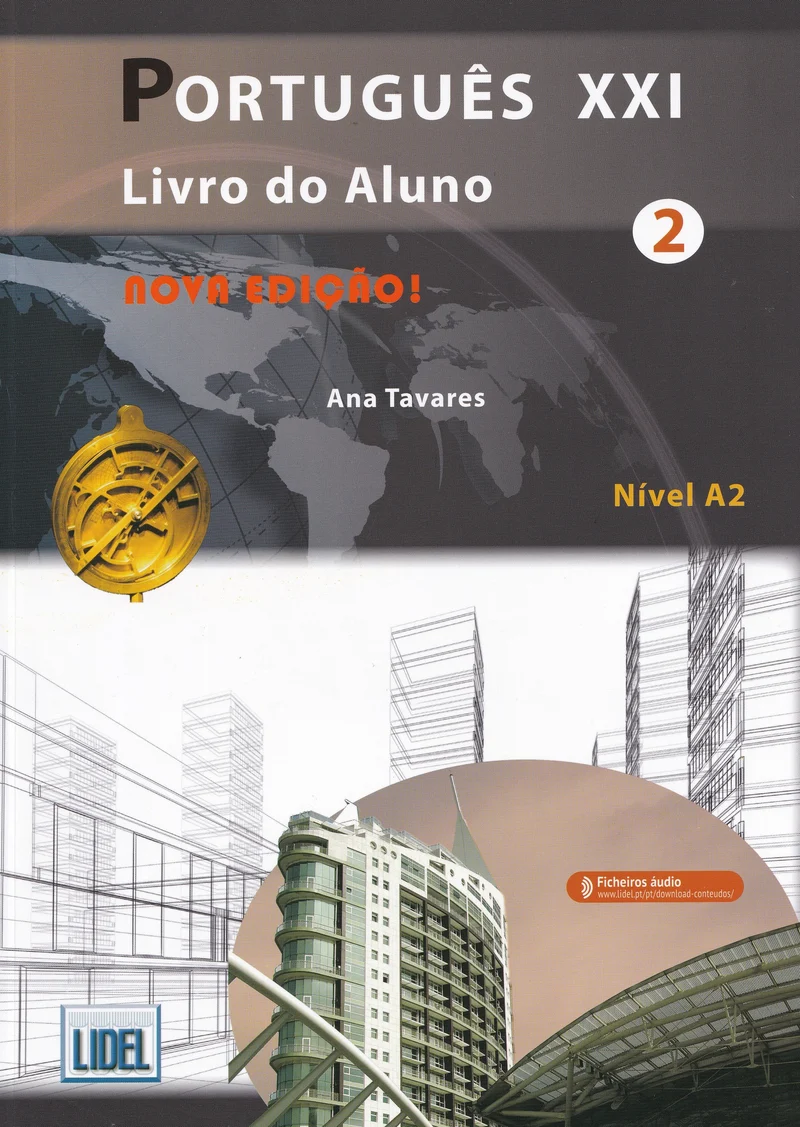 PORTUGUÊS XXI
Livro do Aluno
2
NOVA EDIÇÃO!
Ana Tavares
Nível A2
Ficheiros áudio
www.lidel.pt/pt/download-conteudos/
LIDEL